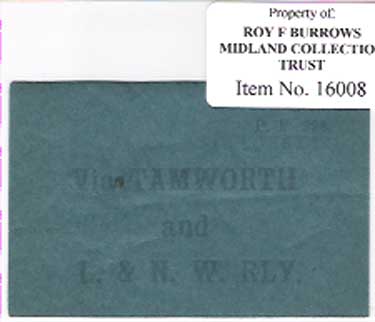 Property of:
ROY F BURROWS
MIDLAND COLLECTIO
TRUST
Item No. 16008
Via TAMWORTH
and
L. & N. W. RLY.